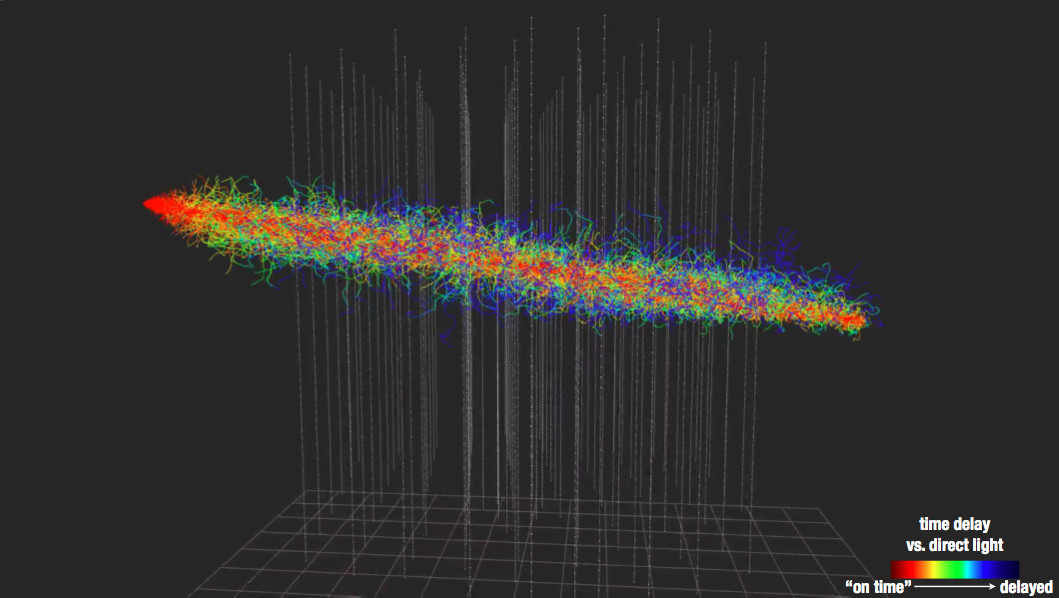 time delay
vs. direct light
“on time” delayed